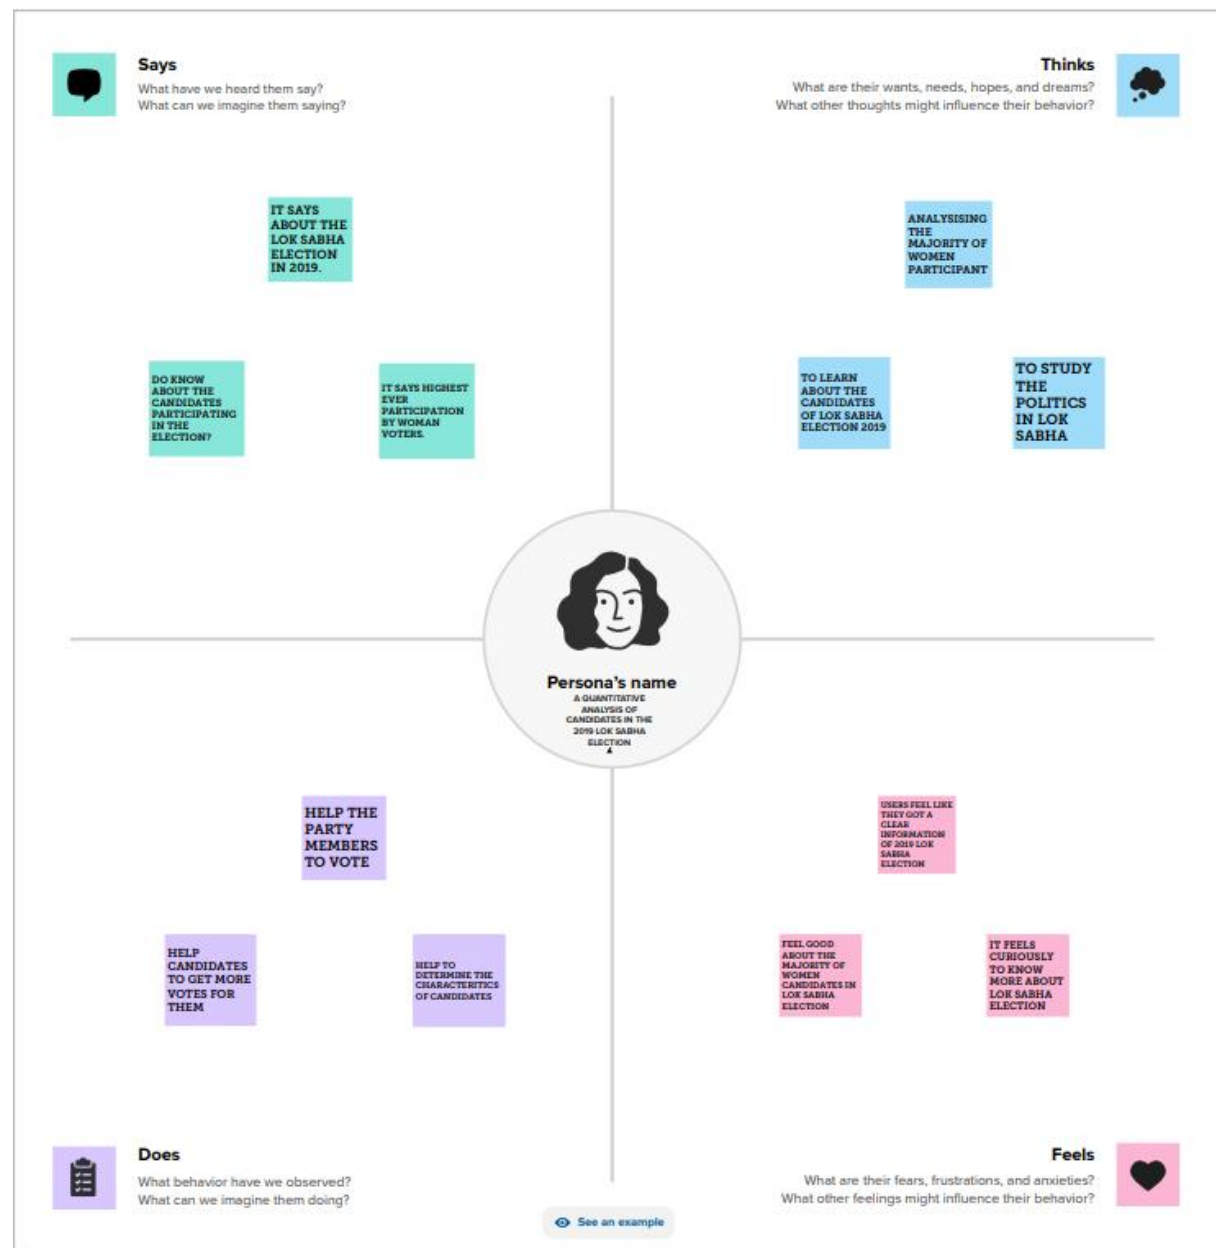 Says
What have we heard them say?
What can we imagine them saying?
Thinks
What are their wants, needs, hopes, and dreams?
What other thoughts might influence their behavior?
IT SAYS
ABOUT THE
LOK SABHA
ELECTION
IN 2019.
DO KNOW
ABOUT THE
CANDIDATES
PARTICIPATING
IN THE
ELECTION?
IT SAYS HIGHEST
EVER
PARTICIPATION
BY WOMAN
VOTERS.
ANALYSISING
THE
MAJORITY OF
WOMEN
PARTICIPANT
TO LEARN
ABOUT THE
CANDIDATES
OF LOK SABHA
ELECTION 2019
TO STUDY
THE
POLITICS
IN LOK
SABHA
Persona's name
A QUANTITATIVE
ANALYSIS OF
CANDIDATES IN THE
2019 LOK SABHA
ELECTION
HELP THE
PARTY
MEMBERS
TO VOTE
HELP
CANDIDATES
TO GET MORE
VOTES FOR
THEM
HELP TO
DETERMINE THE
CHARACTERITICS
OF CANDIDATES
USERS FEEL LIKE
THEY GOT A
CLEAR
INFORMATION
OF 2019 LOK
SABHA
ELECTION
FEEL GOOD
ABOUT THE
MAJORITY OF
WOMEN
CANDIDATES IN
LOK SABHA
ELECTION
IT FEELS
CURIOUSLY
TO KNOW
MORE ABOUT
LOK SABHA
ELECTION
Does
What behavior have we observed?
What can we imagine them doing?
Feels
What are their fears, frustrations, and anxieties?
What other feelings might influence their behavior?
See an example